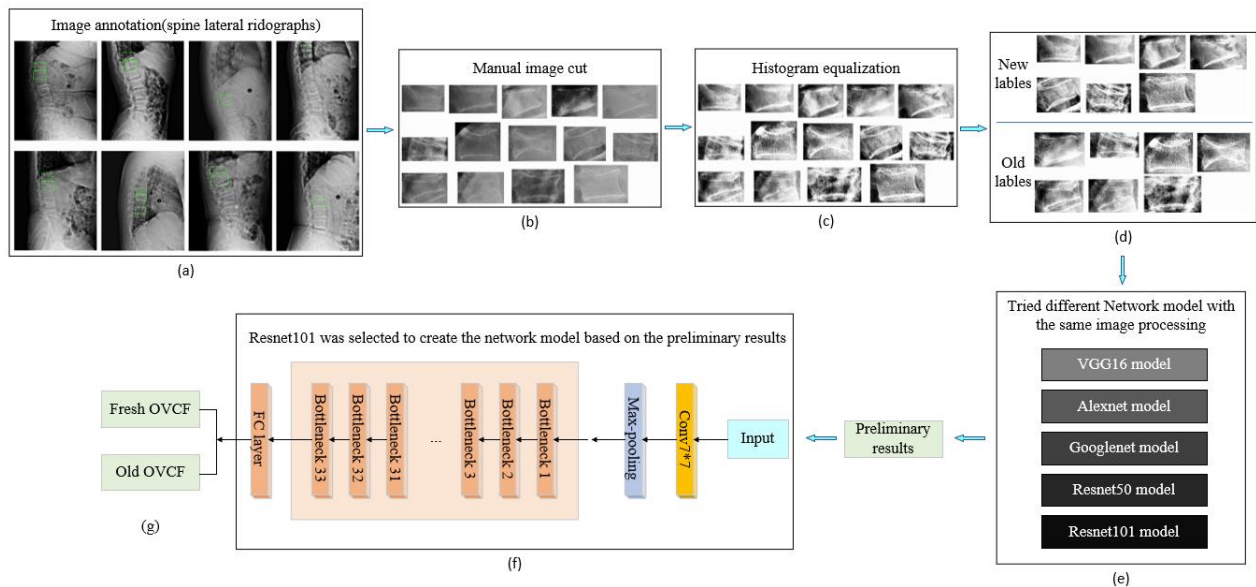 Image annotation(spine lateral ridographs)
(a)
Manual image cut
(b)
Histogram equalization
(c)
New
lables
Old
lables
(d)
Tried different Network model with
the same image processing
VGG16 model
Alexnet model
Googlenet model
Resnet50 model
Resnet101 model
(e)
Preliminary
results
Resnet101 was selected to create the network model based on the preliminary results
Input
Conv7*7
Max-pooling
Bottleneck 1
Bottleneck 2
Bottleneck 3
...
Bottleneck 31
Bottleneck 32
Bottleneck 33
FC layer
(f)
Fresh OVCF
Old OVCF
(g)